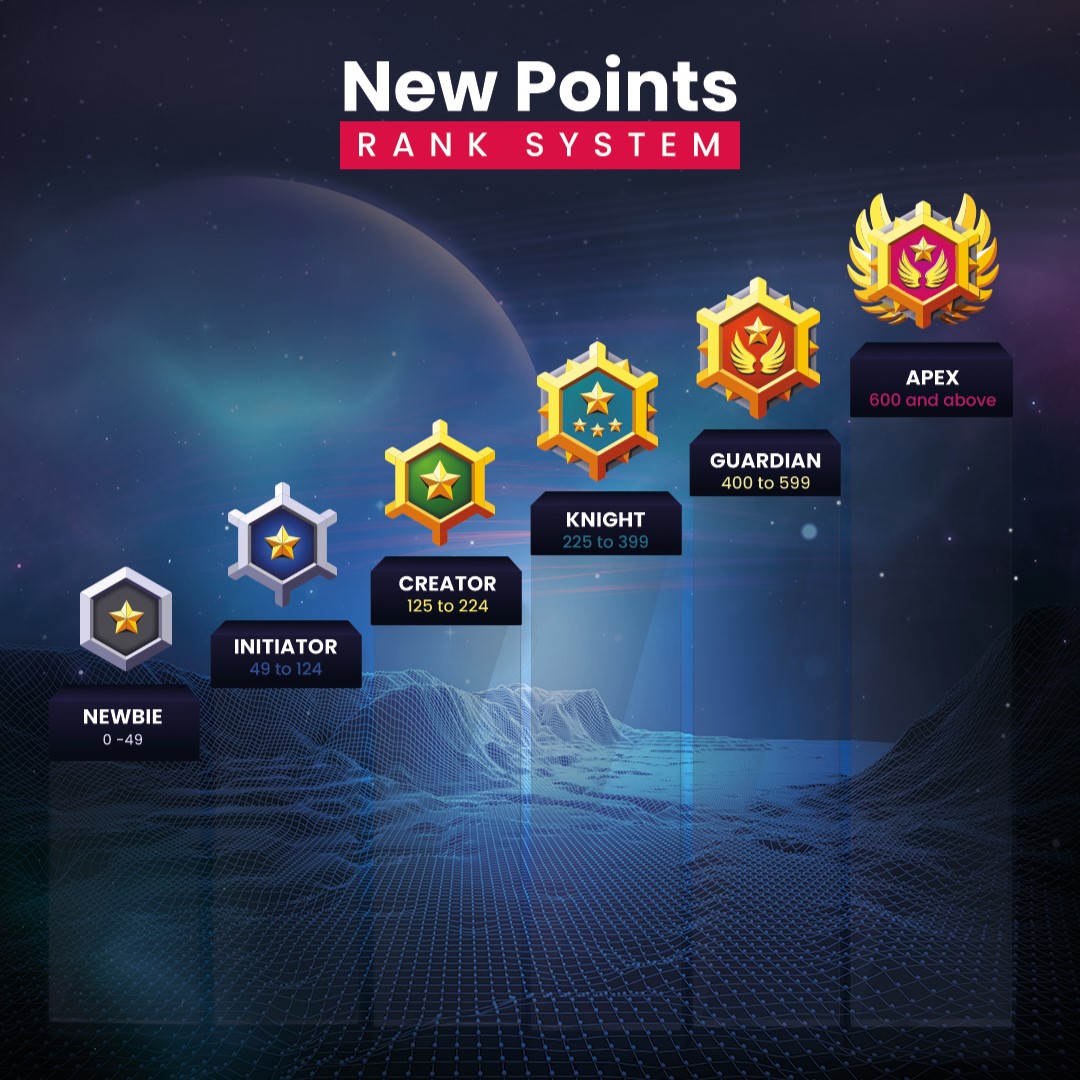 New Points
RANK SYSTEM
APEX
600 and above
GUARDIAN
400 to 599
KNIGHT
225 to 399
CREATOR
125 to 224
INITIATOR
49 to 124
NEWBIE
0 -49